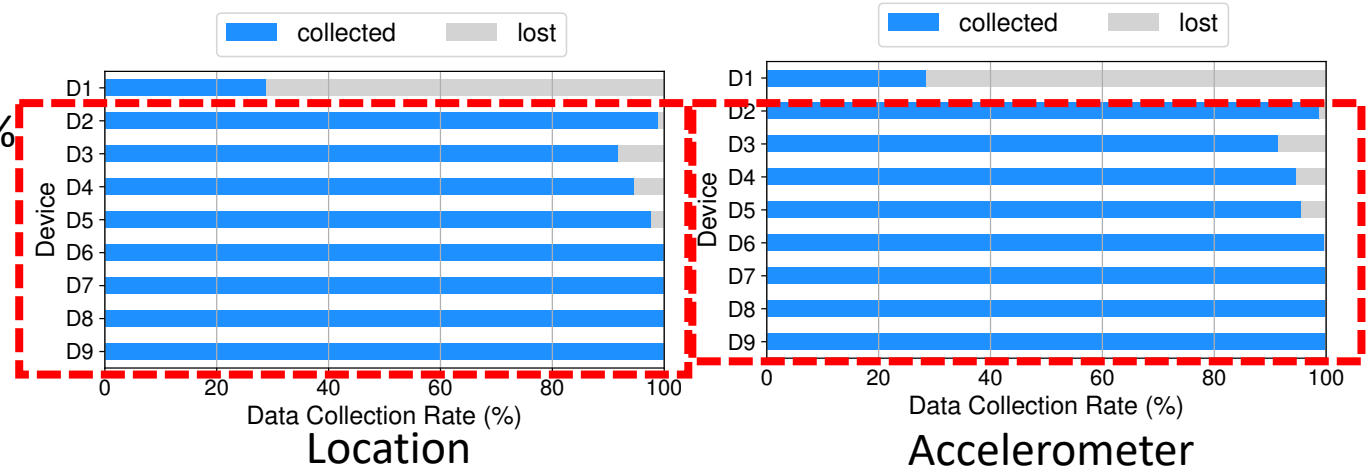 collected lost
D1
D2
D3
D4
D5
D6
D7
D8
D9
Device
0 20 40 60 80 100
Data Collection Rate (%)
Location
%
collected lost
D1
D2
D3
D4
D5
D6
D7
D8
D9
Device
0 20 40 60 80 100
Data Collection Rate (%)
Accelerometer